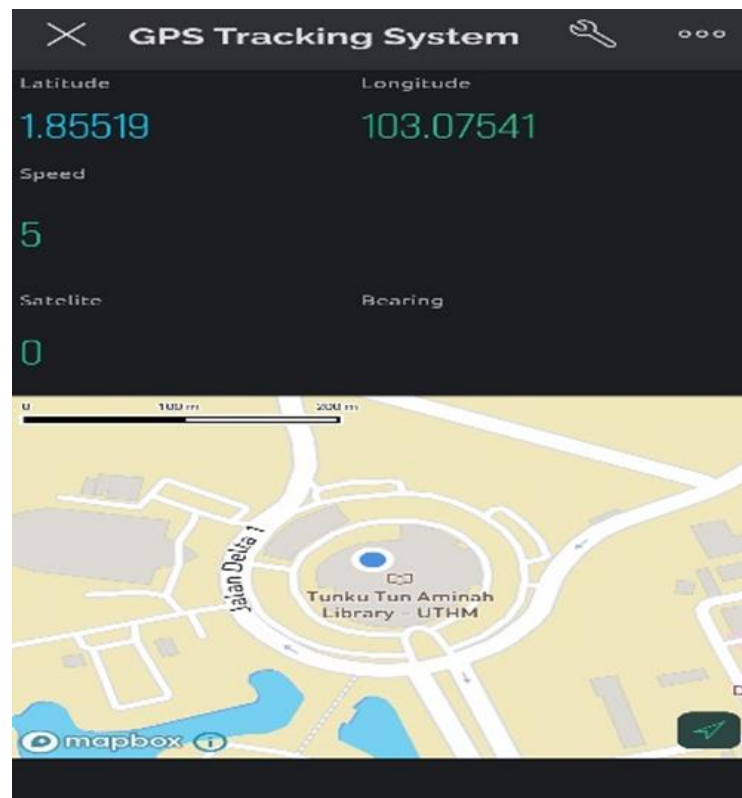 GPS Tracking System
Latitude
Longitude
1.85519
103.07541
Speed
5
Satelite
Bearing
0
0
100 m
200 m
Jalan Delta 1
Tunku Tun Aminah
Library - UTHM
D
mapbox